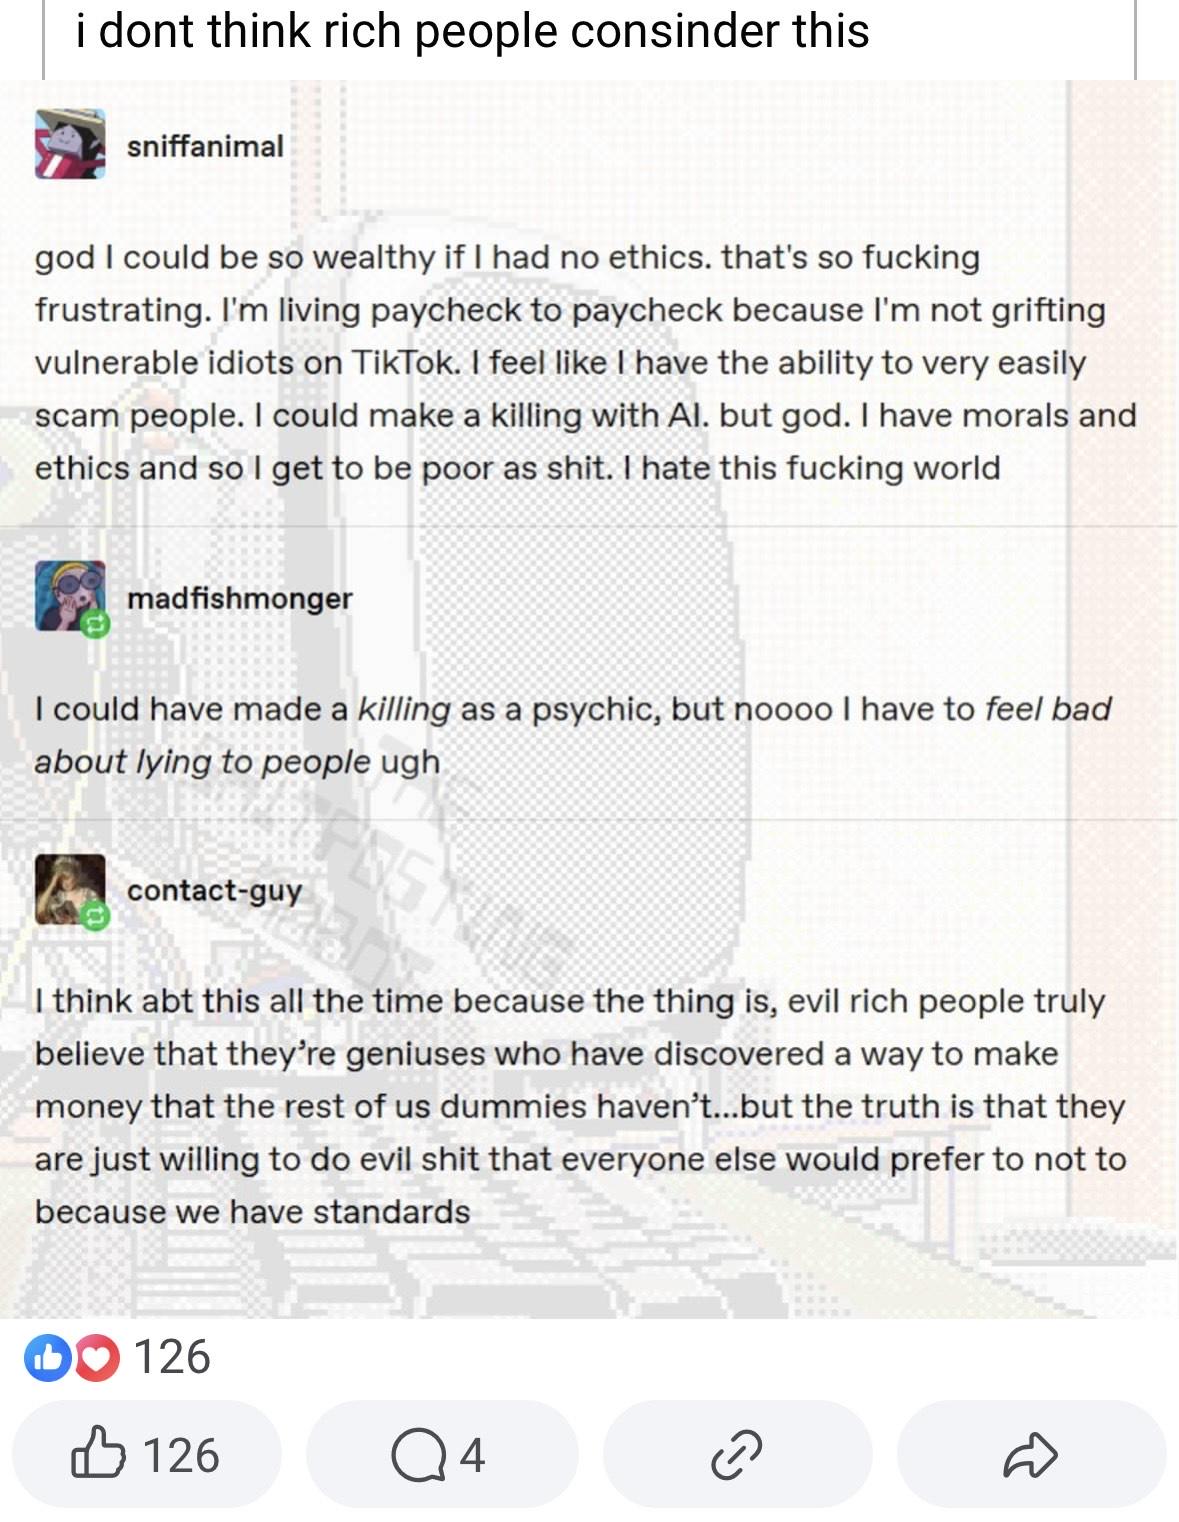 i dont think rich people consinder this
sniffanimal
god I could be so wealthy if I had no ethics. that's so fucking
frustrating. I'm living paycheck to paycheck because I'm not grifting
vulnerable idiots on TikTok. I feel like I have the ability to very easily
scam people. I could make a killing with AI. but god. I have morals and
ethics and so I get to be poor as shit. I hate this fucking world
madfishmonger
I could have made a killing as a psychic, but noooo I have to feel bad
about lying to people ugh
contact-guy
I think abt this all the time because the thing is, evil rich people truly
believe that they’re geniuses who have discovered a way to make
money that the rest of us dummies haven’t...but the truth is that they
are just willing to do evil shit that everyone else would prefer to not to
because we have standards
126
126
4